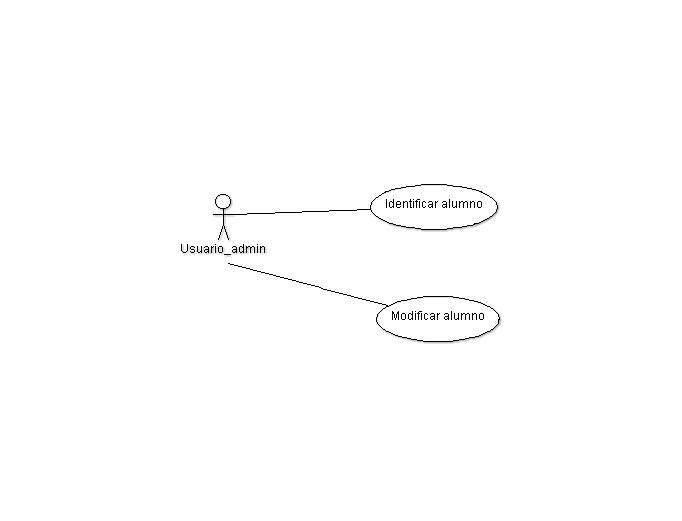 Identificar alumno
Usuario_admin
Modificar alumno